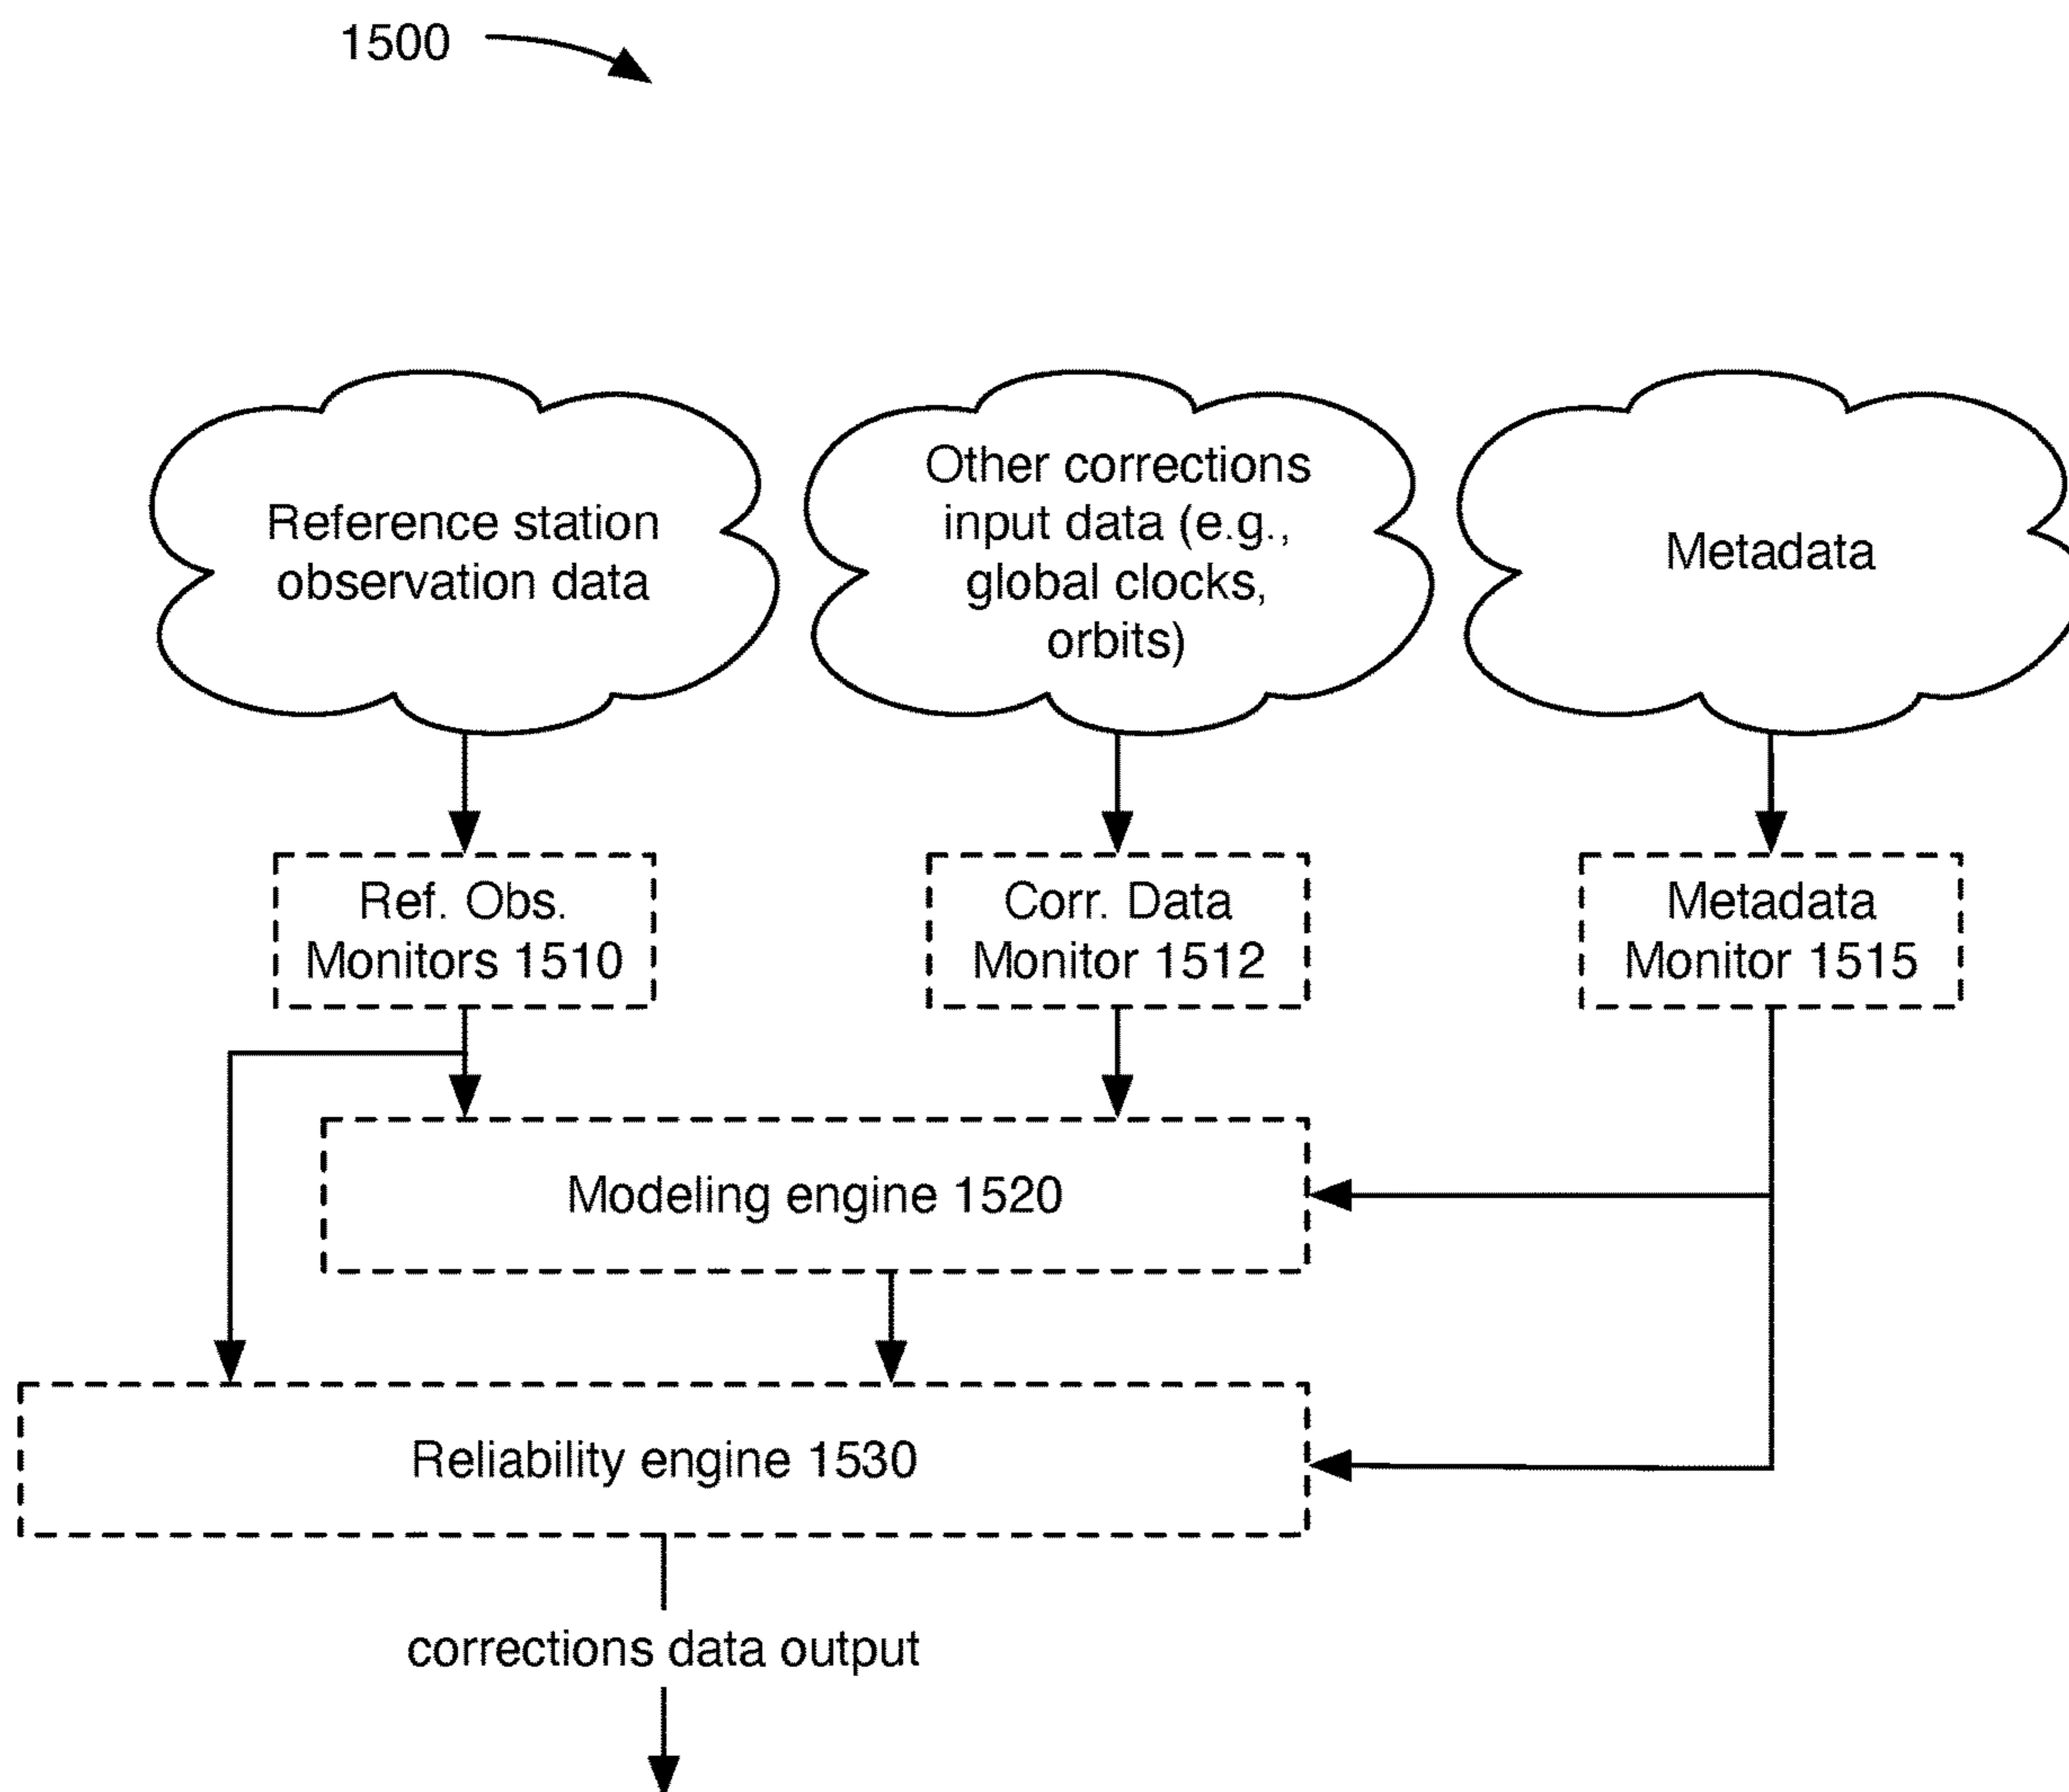 1500
Reference station
observation data
Other corrections
input data (e.g.,
global clocks,
orbits)
Metadata
Ref. Obs.
Monitors 1510
Corr. Data
Monitor 1512
Metadata
Monitor 1515
Modeling engine 1520
Reliability engine 1530
corrections data output